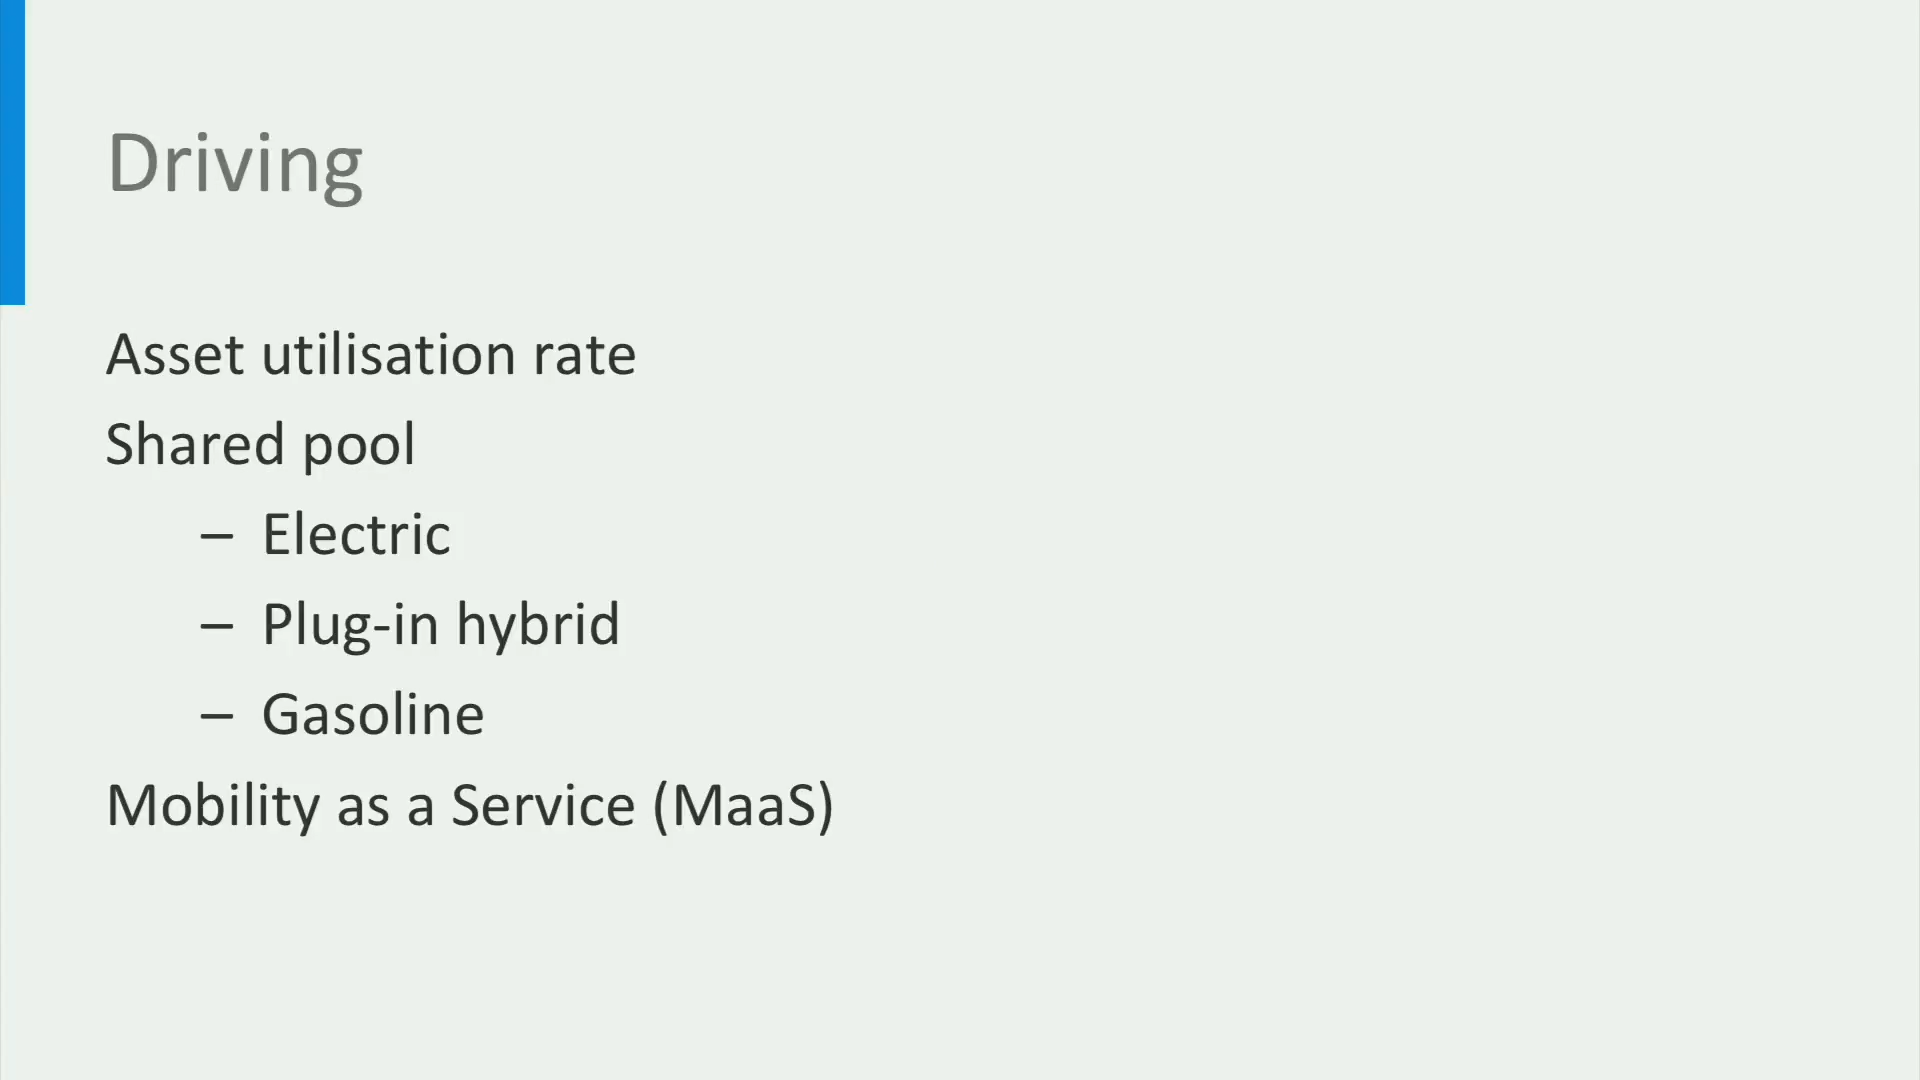 Driving
Asset utilisation rate
Shared pool
– Electric
– Plug-in hybrid
– Gasoline
Mobility as a Service (MaaS)